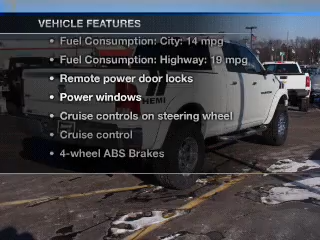 VEHICLE FEATURES
• Fuel Consumption: City: 14 mpg
• Fuel Consumption: Highway: 19 mpg
• Remote power door locks
• Power windows
• Cruise controls on steering wheel
• Cruise control
• 4-wheel ABS Brakes
HEMI